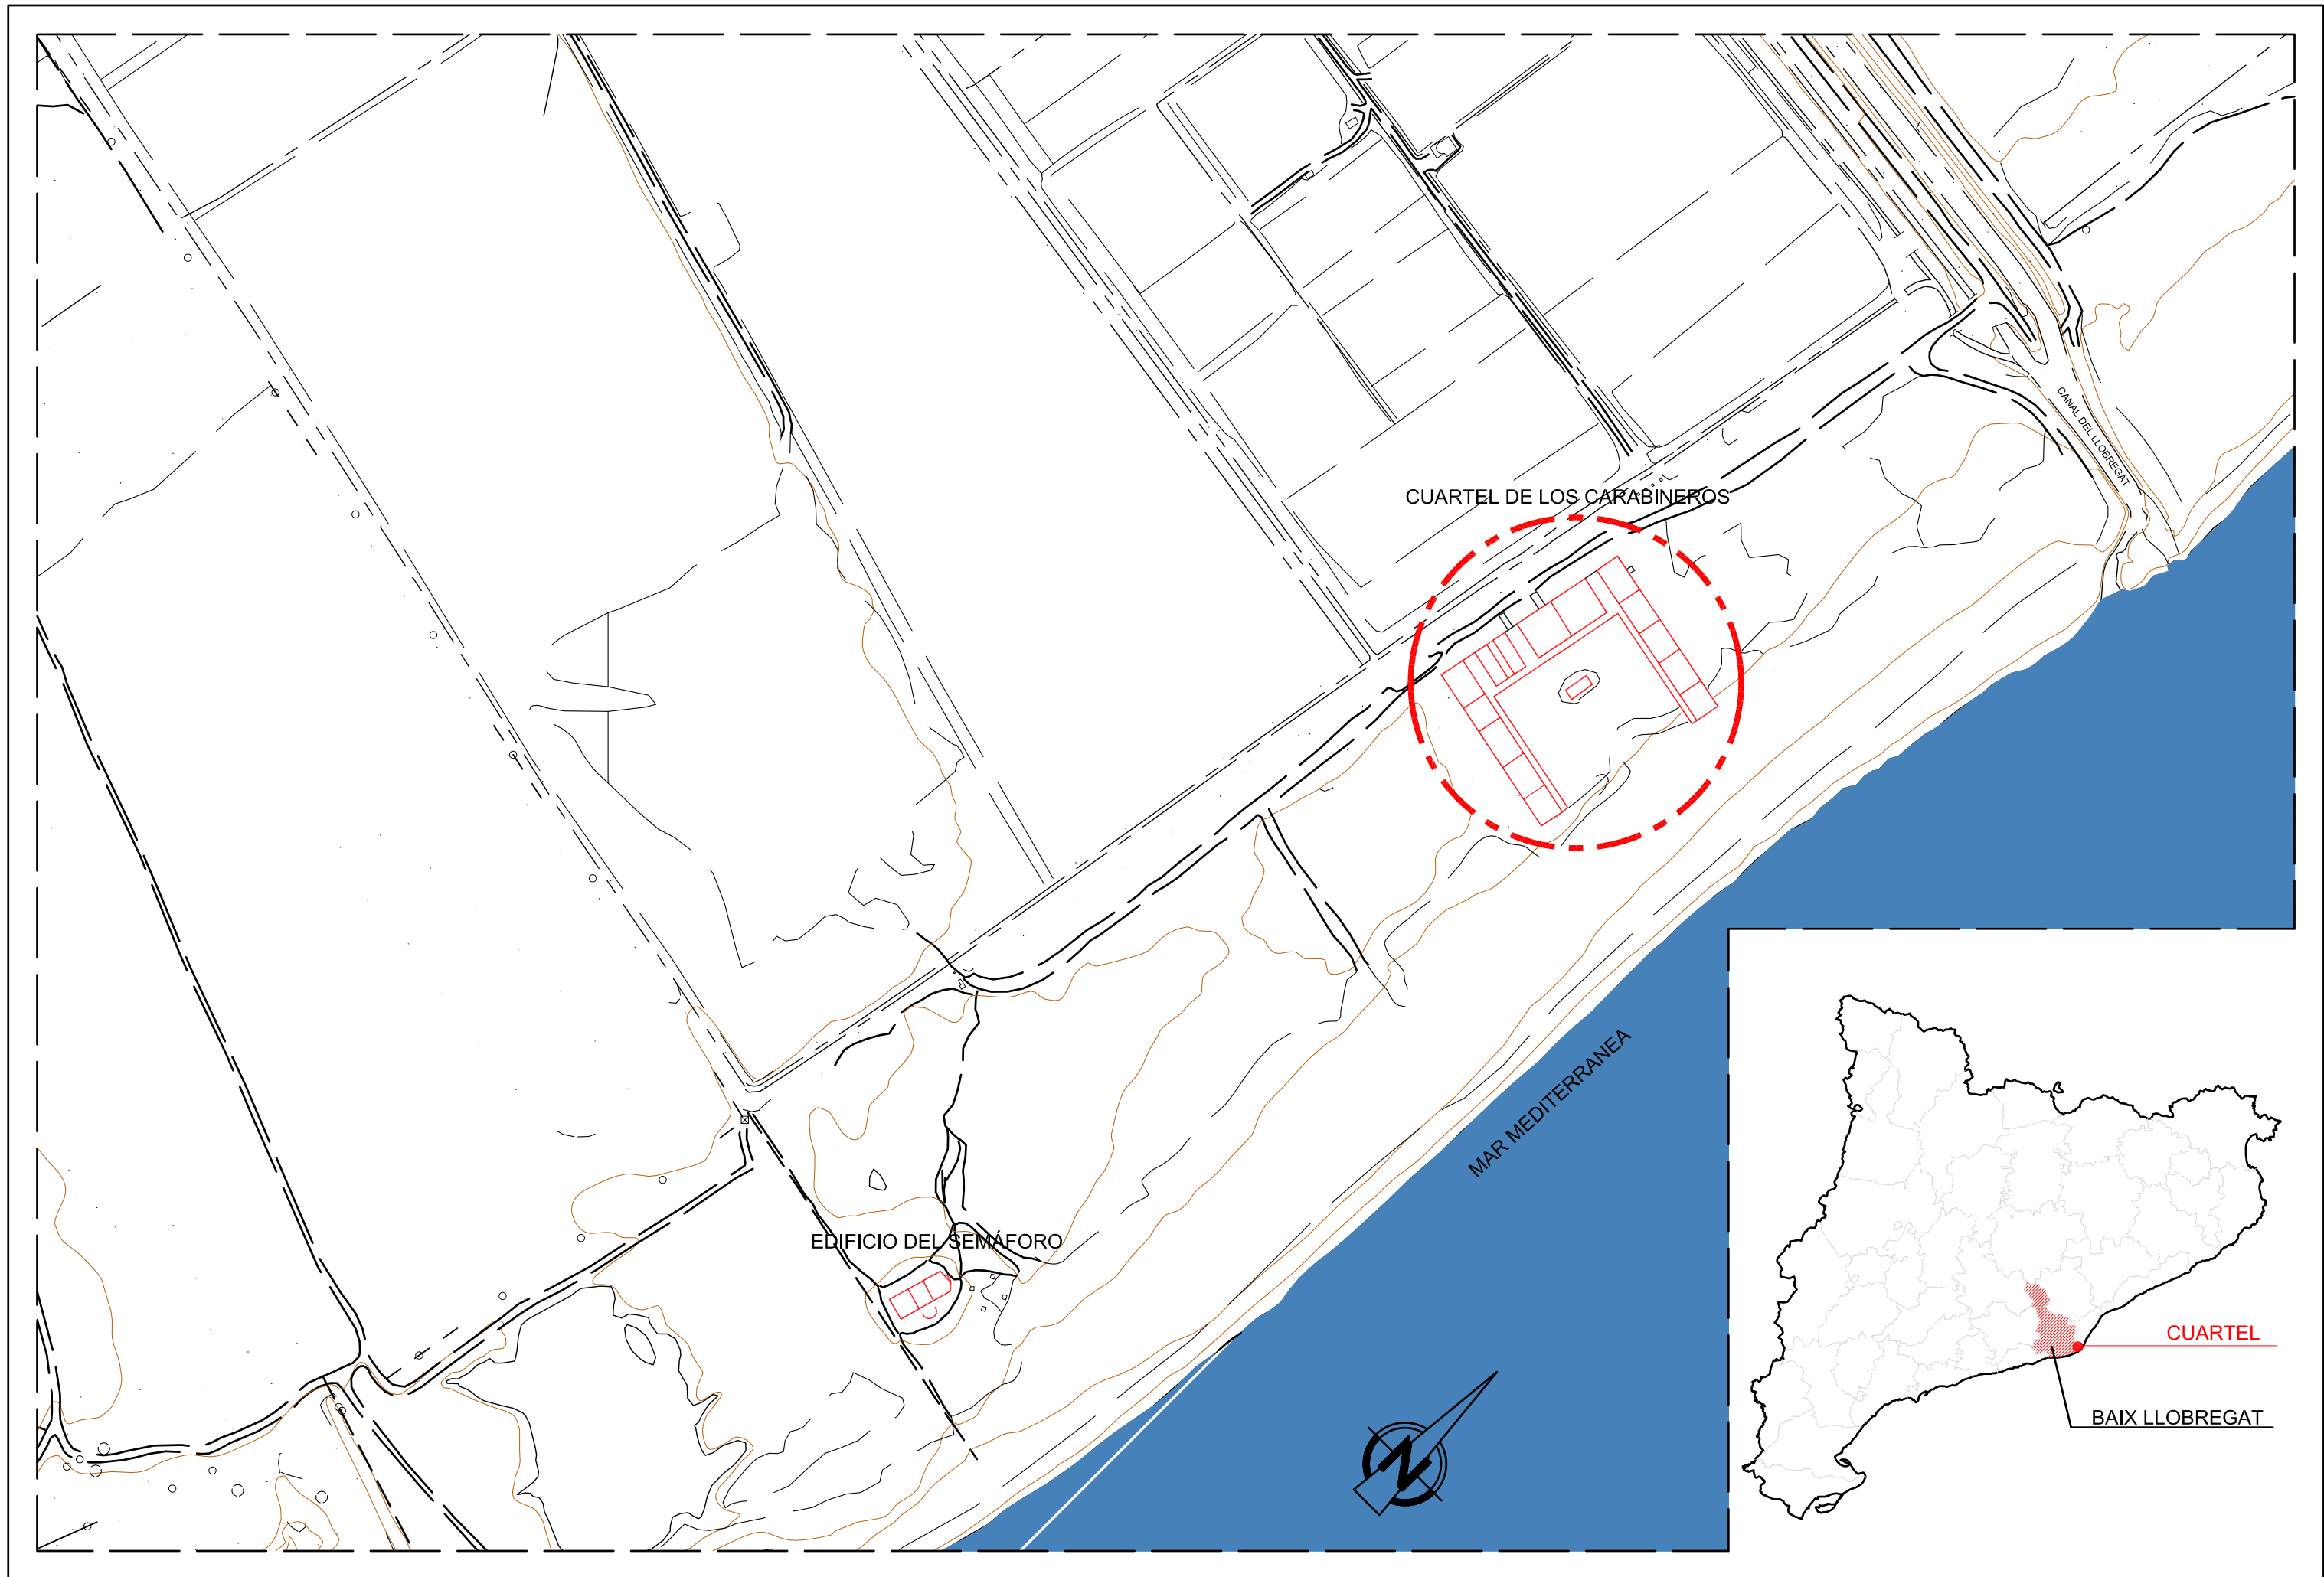 CANAL DEL LLOBREGAT
CUARTEL DE LOS CARABINEROS
MAR MEDITERRANEA
EDIFICIO DEL SEMÁFORO
CUARTEL
BAIX LLOBREGAT
N